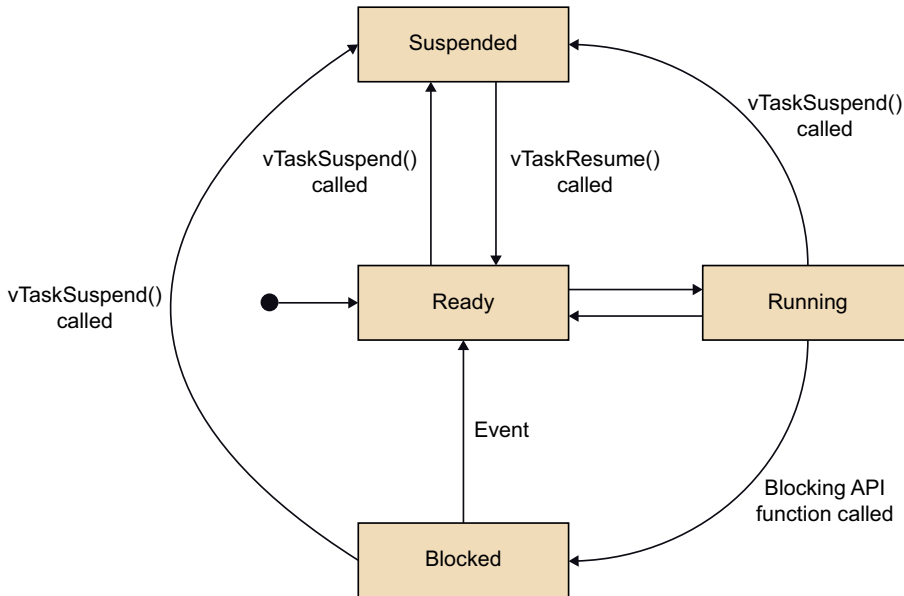 Suspended
vTaskSuspend()
called
vTaskSuspend()
called
vTaskResume()
called
vTaskSuspend()
called
Ready
Running
Event
Blocking API
function called
Blocked